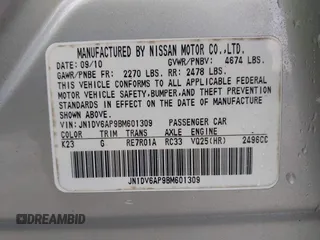 MANUFACTURED BY NISSAN MOTOR CO.,LTD.
DATE: 09/10 GVWR/PNBV: 4674 LBS.
GAWR/PNBE FR: 2270 LBS. RR: 2478 LBS.
THIS VEHICLE CONFORMS TO ALL APPLICABLE FEDERAL
MOTOR VEHICLE SAFETY,BUMPER,AND THEFT PREVENTION
STANDARDS IN EFFECT ON THE DATE OF MANUFACTURE
SHOWN ABOVE.
VIN: JN1DV6AP9BM601309 PASSENGER CAR
COLOR TRIM TRANS AXLE ENGINE
K23 G RE7R01A RC33 VQ25(HR) 2496CC
JN1DV6AP9BM601309
DREAMBID